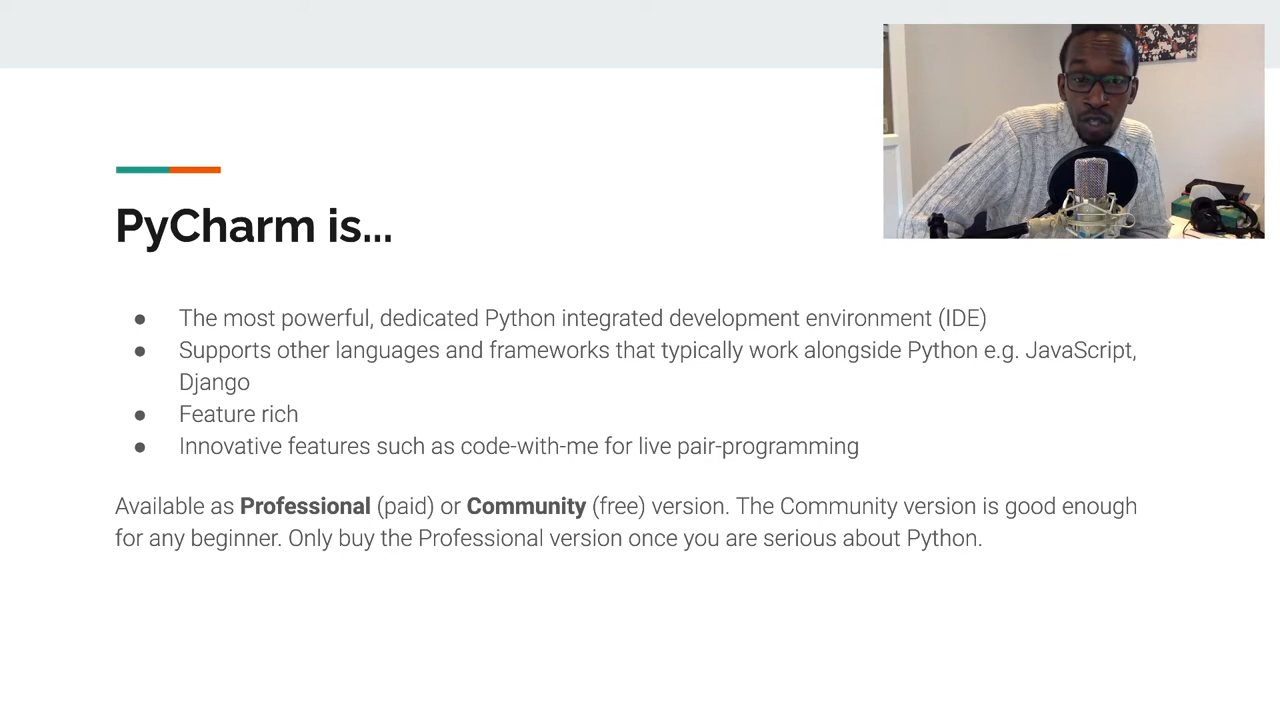 PyCharm is...
● The most powerful, dedicated Python integrated development environment (IDE)
● Supports other languages and frameworks that typically work alongside Python e.g. JavaScript,
Django
● Feature rich
● Innovative features such as code-with-me for live pair-programming
Available as Professional (paid) or Community (free) version. The Community version is good enough
for any beginner. Only buy the Professional version once you are serious about Python.